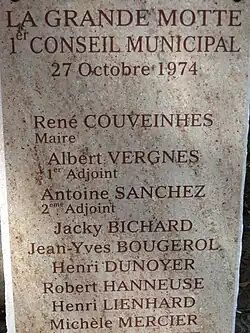 LA GRANDE MOTTE
1er CONSEIL MUNICIPAL
27 Octobre 1974
René COUVEINHES
Maire
Albert VERGNES
1er Adjoint
Antoine SANCHEZ
2ème Adjoint
Jacky BICHARD
Jean-Yves BOUGEROL
Henri DUNOYER
Robert HANNEUSE
Henri LIENHARD
Michèle MERCIER